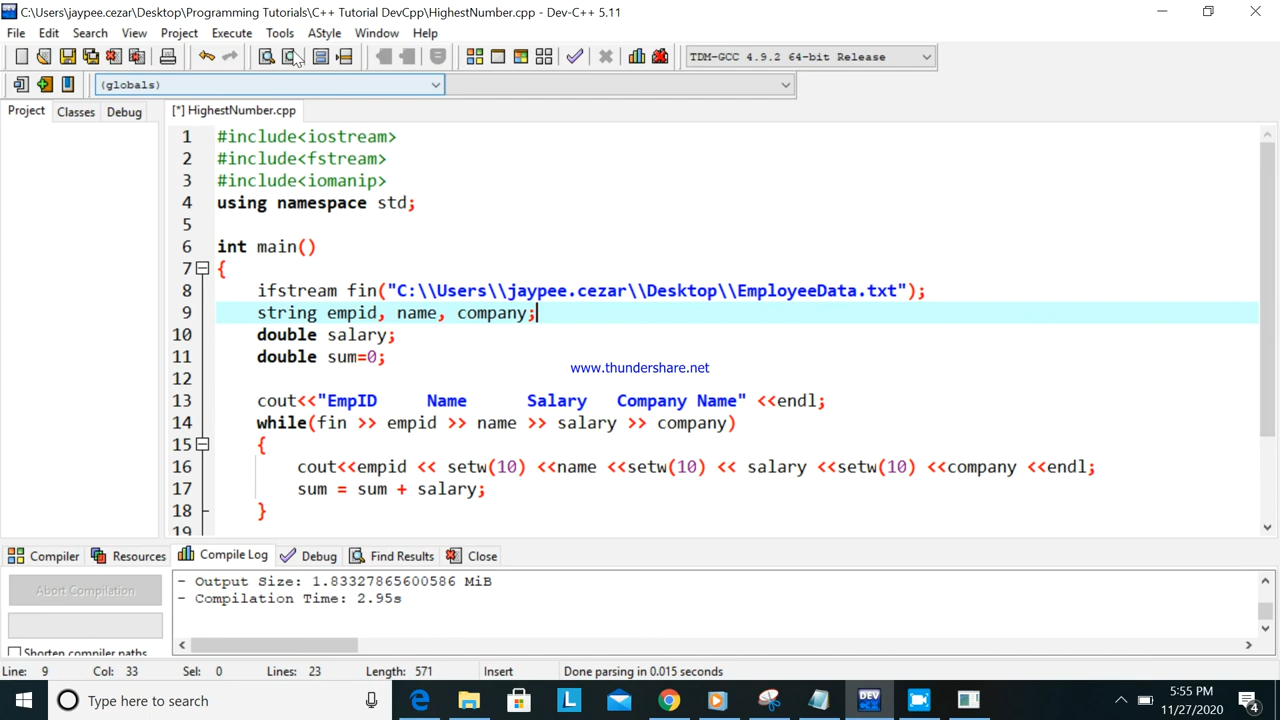 C:\Users\jaypee.cezar\Desktop\Programming Tutorials\C++ Tutorial DevCpp\HighestNumber.cpp - Dev-C++ 5.11
File Edit Search View Project Execute Tools AStyle Window Help
TDM-GCC 4.9.2 64-bit Release
(globals)
Project Classes Debug [*] HighestNumber.cpp
1 #include<iostream>
2 #include<fstream>
3 #include<iomanip>
4 using namespace std;
5
6 int main()
7 {
8 ifstream fin("C:\\Users\\jaypee.cezar\\Desktop\\EmployeeData.txt");
9 string empid, name, company;
10 double salary;
11 double sum=0;
www.thundershare.net
12
13 cout<<"EmpID     Name      Salary   Company Name" <<endl;
14 while(fin >> empid >> name >> salary >> company)
15 {
16 cout<<empid << setw(10) <<name <<setw(10) << salary <<setw(10) <<company <<endl;
17 sum = sum + salary;
18 }
19
Compiler Resources Compile Log Debug Find Results Close
Abort Compilation
- Output Size: 1.83327865600586 MiB
- Compilation Time: 2.95s
Shorten compiler paths
Line: 9 Col: 33 Sel: 0 Lines: 23 Length: 571 Insert Done parsing in 0.015 seconds
Type here to search
L
DEV
5:55 PM
11/27/2020
4